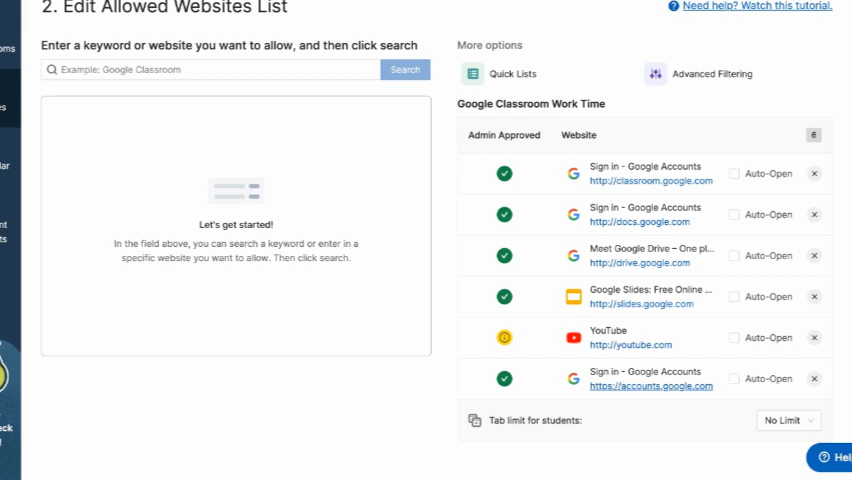 2. Edit Allowed Websites List
Need help? Watch this tutorial.
Enter a keyword or website you want to allow, and then click search
Example: Google Classroom
Search
Let's get started!
In the field above, you can search a keyword or enter in a
specific website you want to allow. Then click search.
More options
Quick Lists
Advanced Filtering
Google Classroom Work Time
Admin Approved
Website
6
Sign in - Google Accounts
http://classroom.google.com
Auto-Open
Sign in - Google Accounts
http://docs.google.com
Auto-Open
Meet Google Drive – One pl...
http://drive.google.com
Auto-Open
Google Slides: Free Online ...
http://slides.google.com
Auto-Open
YouTube
http://youtube.com
Auto-Open
Sign in - Google Accounts
https://accounts.google.com
Auto-Open
Tab limit for students:
No Limit
Hel